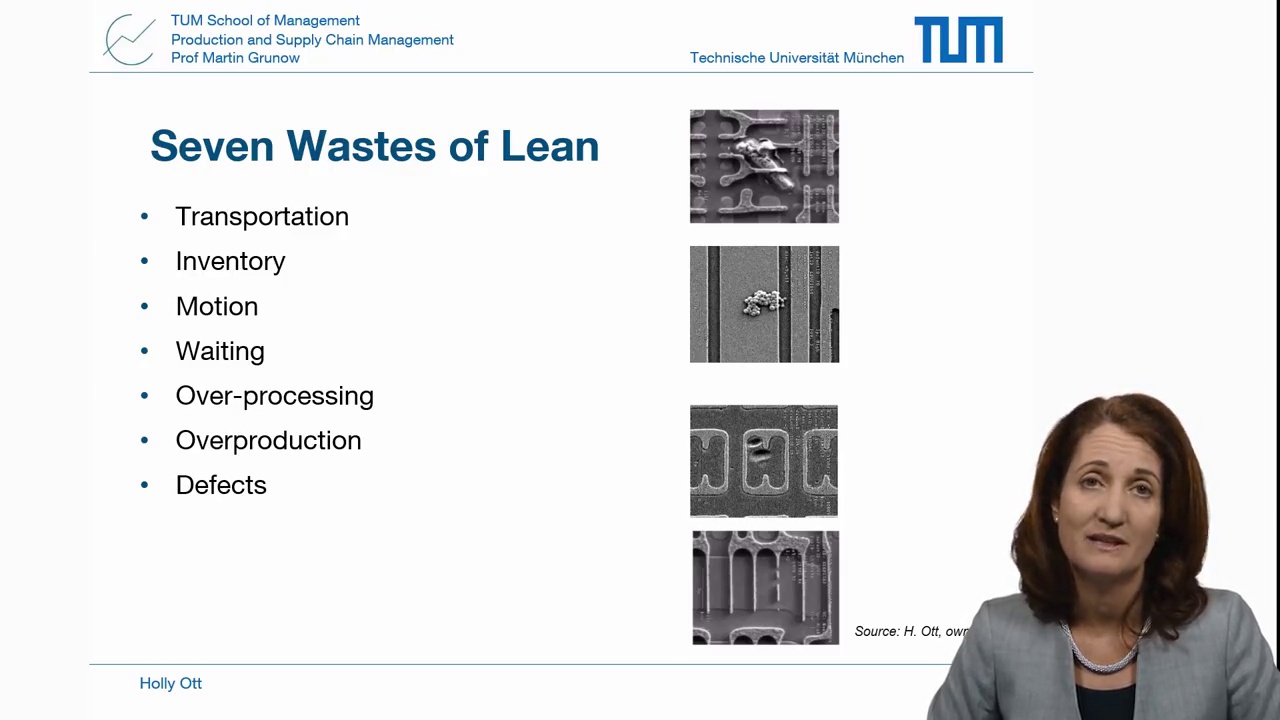 TUM School of Management
Production and Supply Chain Management
Prof Martin Grunow
Technische Universität München
TUM
Seven Wastes of Lean
• Transportation
• Inventory
• Motion
• Waiting
• Over-processing
• Overproduction
• Defects
Source: H. Ott, own
Holly Ott